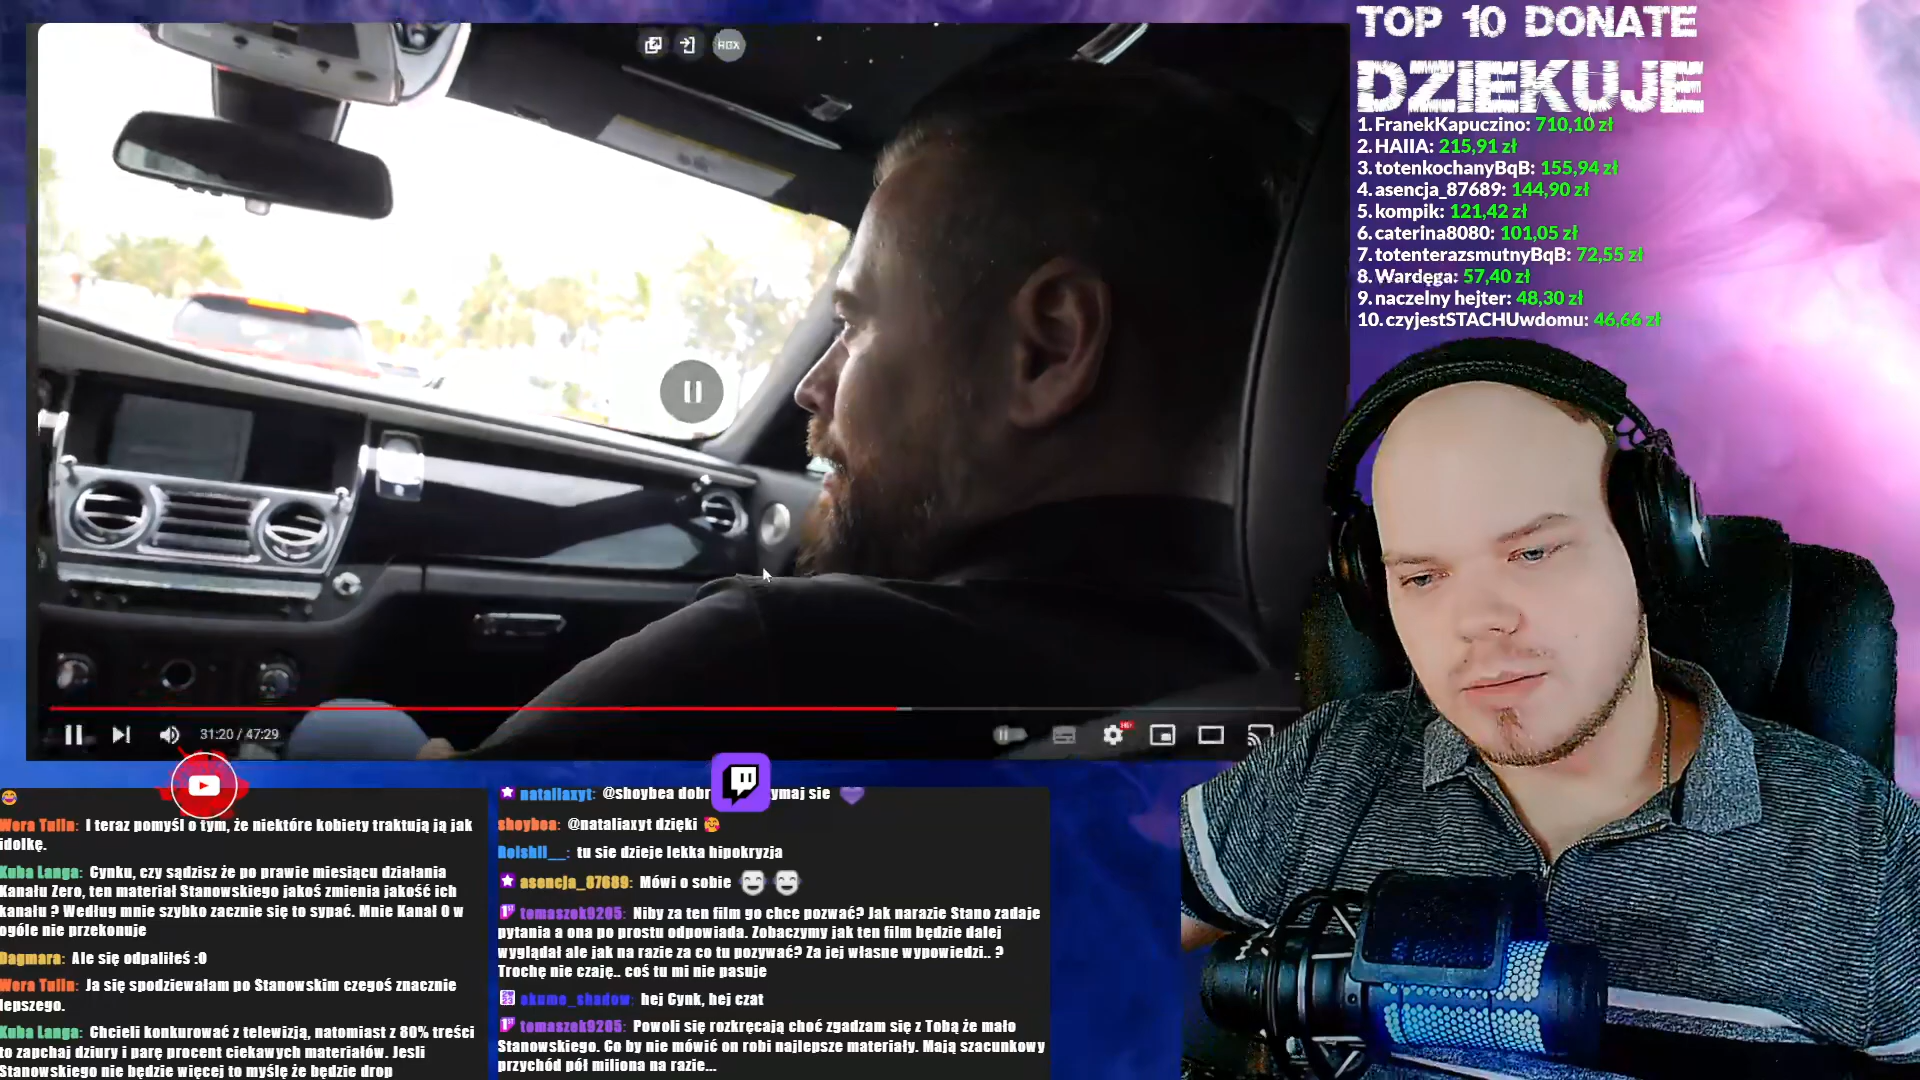 TOP 10 DONATE
DZIEKUJE
1. FranekKapuczino: 710,10 zł
2. HAIIA: 215,91 zł
3. totenkochanyBqB: 155,94 zł
4. asencja_87689: 144,90 zł
5. kompik: 121,42 zł
6. caterina8080: 101,05 zł
7. totenterazsmutnyBqB: 72,55 zł
8. Wardęga: 57,40 zł
9. naczelny hejter: 48,30 zł
10. czyjestSTACHUwdomu: 46,66 zł
31:20 / 47:29
Wera Tulin: I teraz pomyśl o tym, że niektóre kobiety traktują ją jak
idolkę.
Kuba Langa: Cynku, czy sądzisz że po prawie miesiącu działania
Kanału Zero, ten materiał Stanowskiego jakoś zmienia jakość ich
kanału ? Według mnie szybko zacznie się to sypać. Mnie Kanał 0 w
ogóle nie przekonuje
Dagmara: Ale się odpaliłeś :O
Wera Tulin: Ja się spodziewałam po Stanowskim czegoś znacznie
lepszego.
Kuba Langa: Chcieli konkurować z telewizją, natomiast z 80% treści
to zapchaj dziury i parę procent ciekawych materiałów. Jesli
Stanowskiego nie będzie więcej to myślę że będzie drop
nataliaxyt: @shoybea dobr ymaj sie
shoybea: @nataliaxyt dzięki
Rolshll__: tu sie dzieje lekka hipokryzja
asencja_87689: Mówi o sobie
tomaszek9205: Niby za ten film go chce pozwać? Jak narazie Stano zadaje
pytania a ona po prostu odpowiada. Zobaczymy jak ten film będzie dalej
wyglądał ale jak na razie za co tu pozywać? Za jej własne wypowiedzi.. ?
Trochę nie czaję.. coś tu mi nie pasuje
akume_shadow: hej Cynk, hej czat
tomaszek9205: Powoli się rozkręcają choć zgadzam się z Tobą że mało
Stanowskiego. Co by nie mówić on robi najlepsze materiały. Mają szacunkowy
przychód pół miliona na razie...